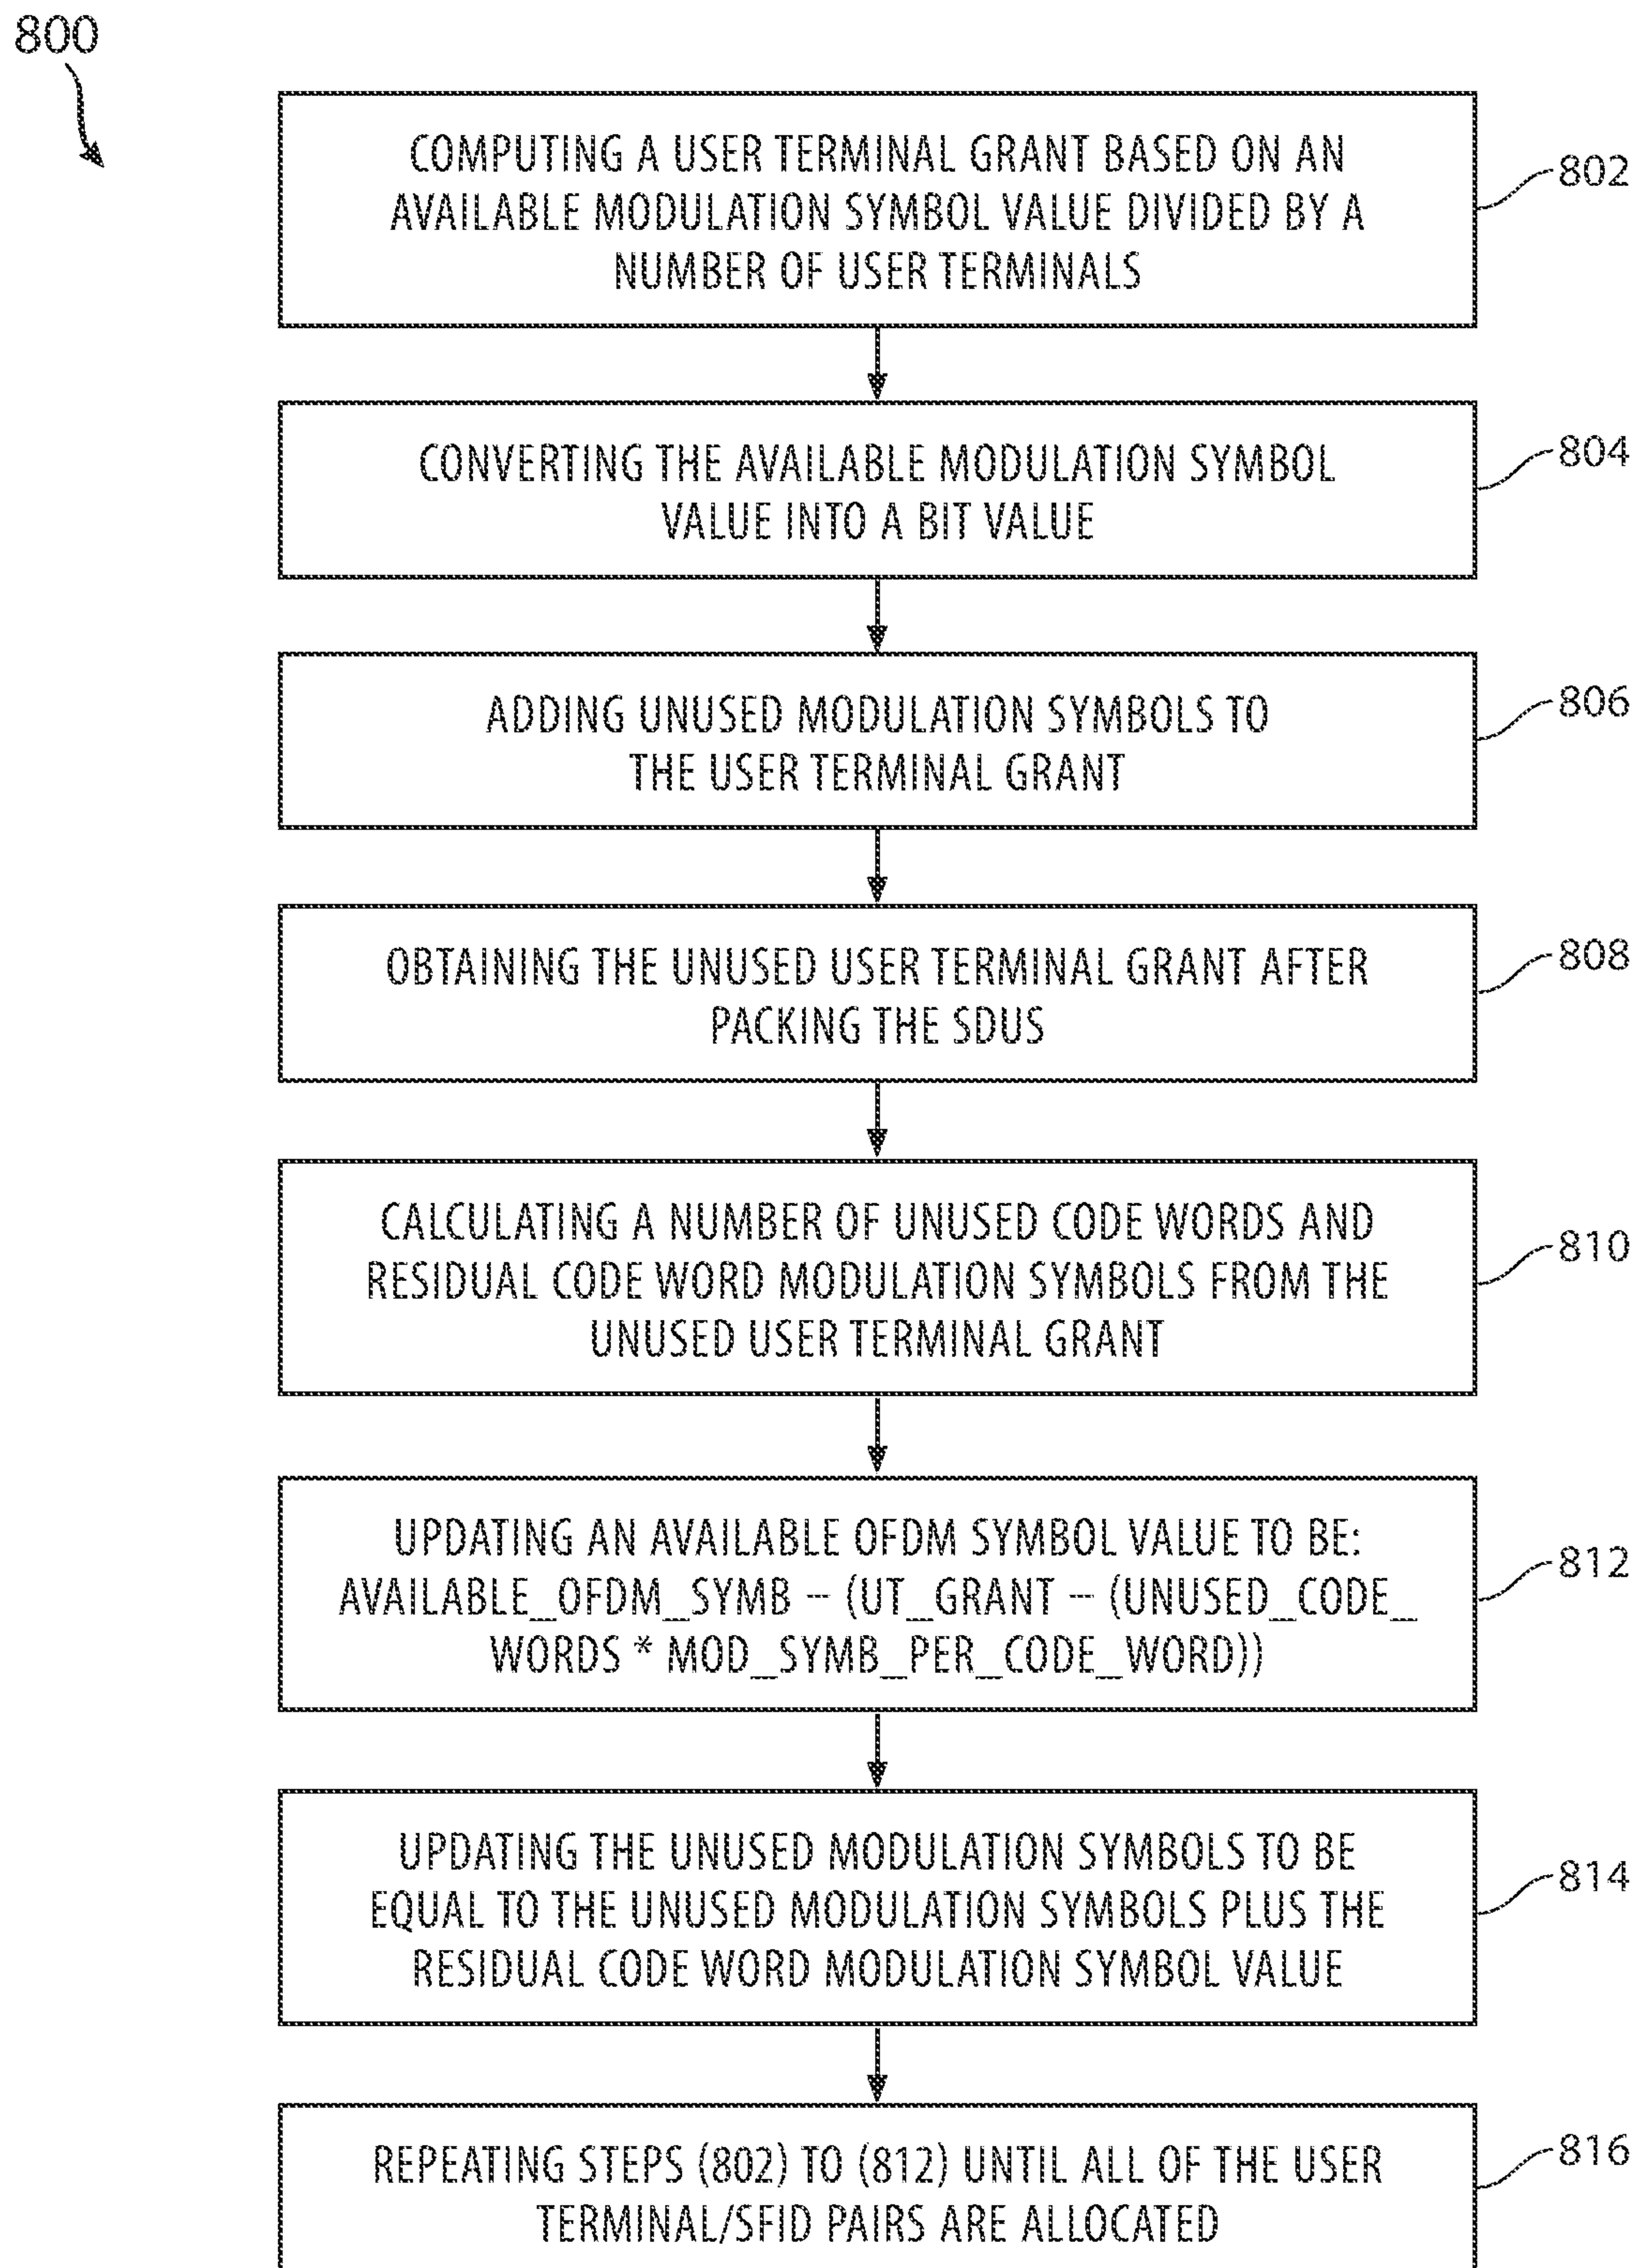 800
COMPUTING A USER TERMINAL GRANT BASED ON AN
AVAILABLE MODULATION SYMBOL VALUE DIVIDED BY A
NUMBER OF USER TERMINALS
802
CONVERTING THE AVAILABLE MODULATION SYMBOL
VALUE INTO A BIT VALUE
804
ADDING UNUSED MODULATION SYMBOLS TO
THE USER TERMINAL GRANT
806
OBTAINING THE UNUSED USER TERMINAL GRANT AFTER
PACKING THE SDUS
808
CALCULATING A NUMBER OF UNUSED CODE WORDS AND
RESIDUAL CODE WORD MODULATION SYMBOLS FROM THE
UNUSED USER TERMINAL GRANT
810
UPDATING AN AVAILABLE OFDM SYMBOL VALUE TO BE:
AVAILABLE_OFDM_SYMB – (UT_GRANT – (UNUSED_CODE_
WORDS * MOD_SYMB_PER_CODE_WORD))
812
UPDATING THE UNUSED MODULATION SYMBOLS TO BE
EQUAL TO THE UNUSED MODULATION SYMBOLS PLUS THE
RESIDUAL CODE WORD MODULATION SYMBOL VALUE
814
REPEATING STEPS (802) TO (812) UNTIL ALL OF THE USER
TERMINAL/SFID PAIRS ARE ALLOCATED
816